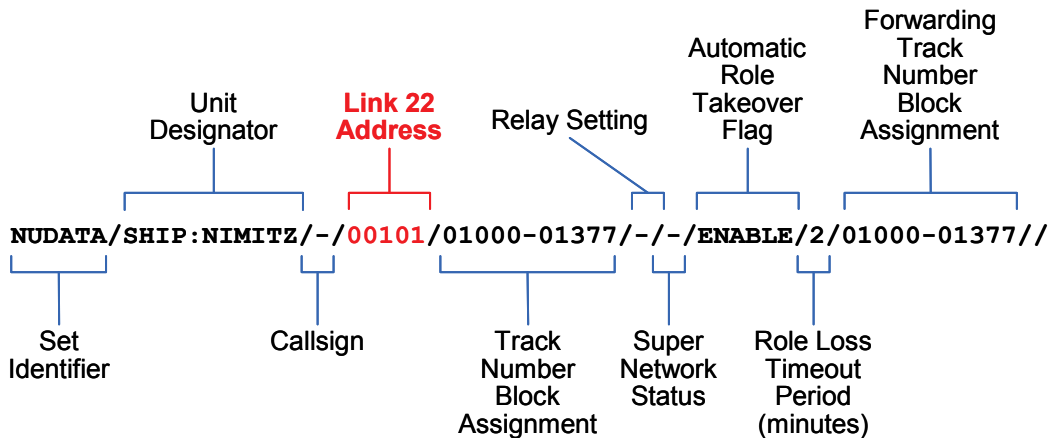 Unit
Designator
Link 22
Address
Relay Setting
Automatic
Role
Takeover
Flag
Forwarding
Track
Number
Block
Assignment
NUDATA/SHIP:NIMITZ/-/00101/01000-01377/-/-/ENABLE/2/01000-01377//
Set
Identifier
Callsign
Track
Number
Block
Assignment
Super
Network
Status
Role Loss
Timeout
Period
(minutes)